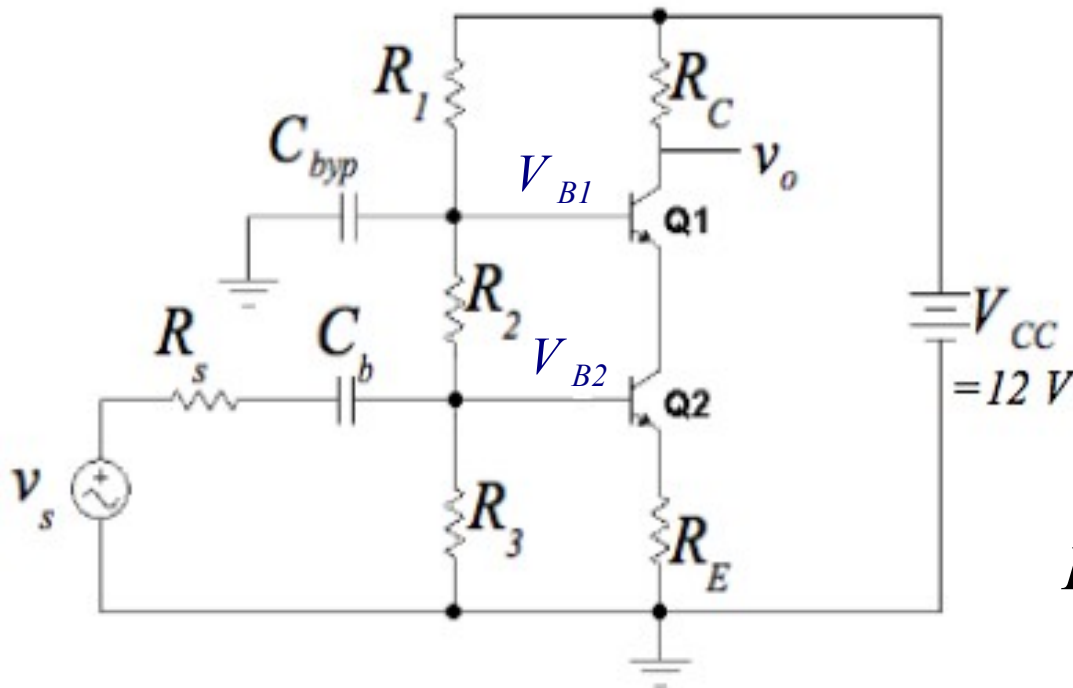 R1
RC
Cbyp
vo
VB1
Q1
R2
VCC
= 12 V
Rs
Cb
VB2
Q2
vs
R3
RE